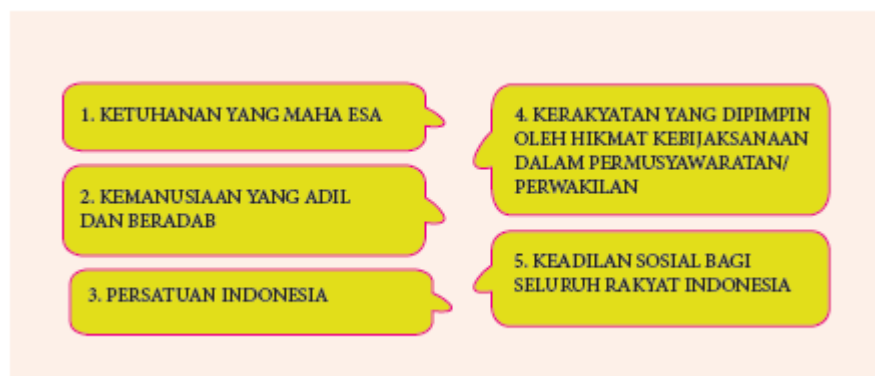 1. KETUHANAN YANG MAHA ESA
2. KEMANUSIAAN YANG ADIL
DAN BERADAB
3. PERSATUAN INDONESIA
4. KERAKYATAN YANG DIPIMPIN
OLEH HIKMAT KEBIJAKSANAAN
DALAM PERMUSYAWARATAN/
PERWAKILAN
5. KEADILAN SOSIAL BAGI
SELURUH RAKYAT INDONESIA